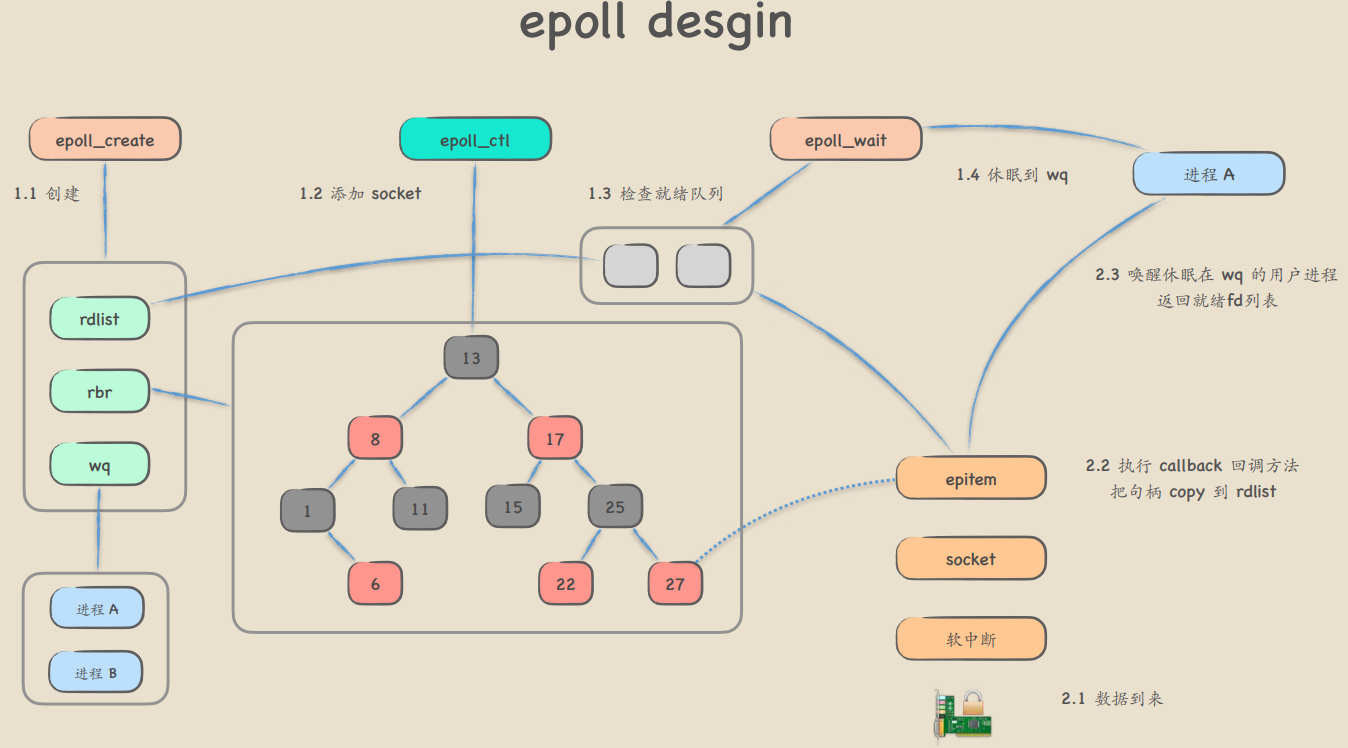 epoll desgin
epoll_create
epoll_ctl
epoll_wait
进程 A
1.1 创建
1.2 添加 socket
1.3 检查就绪队列
1.4 休眠到 wq
rdlist
rbr
wq
进程 A
进程 B
13
8
17
1
11
15
25
6
22
27
2.3 唤醒休眠在 wq 的用户进程
返回就绪fd列表
epitem
2.2 执行 callback 回调方法
把句柄 copy 到 rdlist
socket
软中断
2.1 数据到来